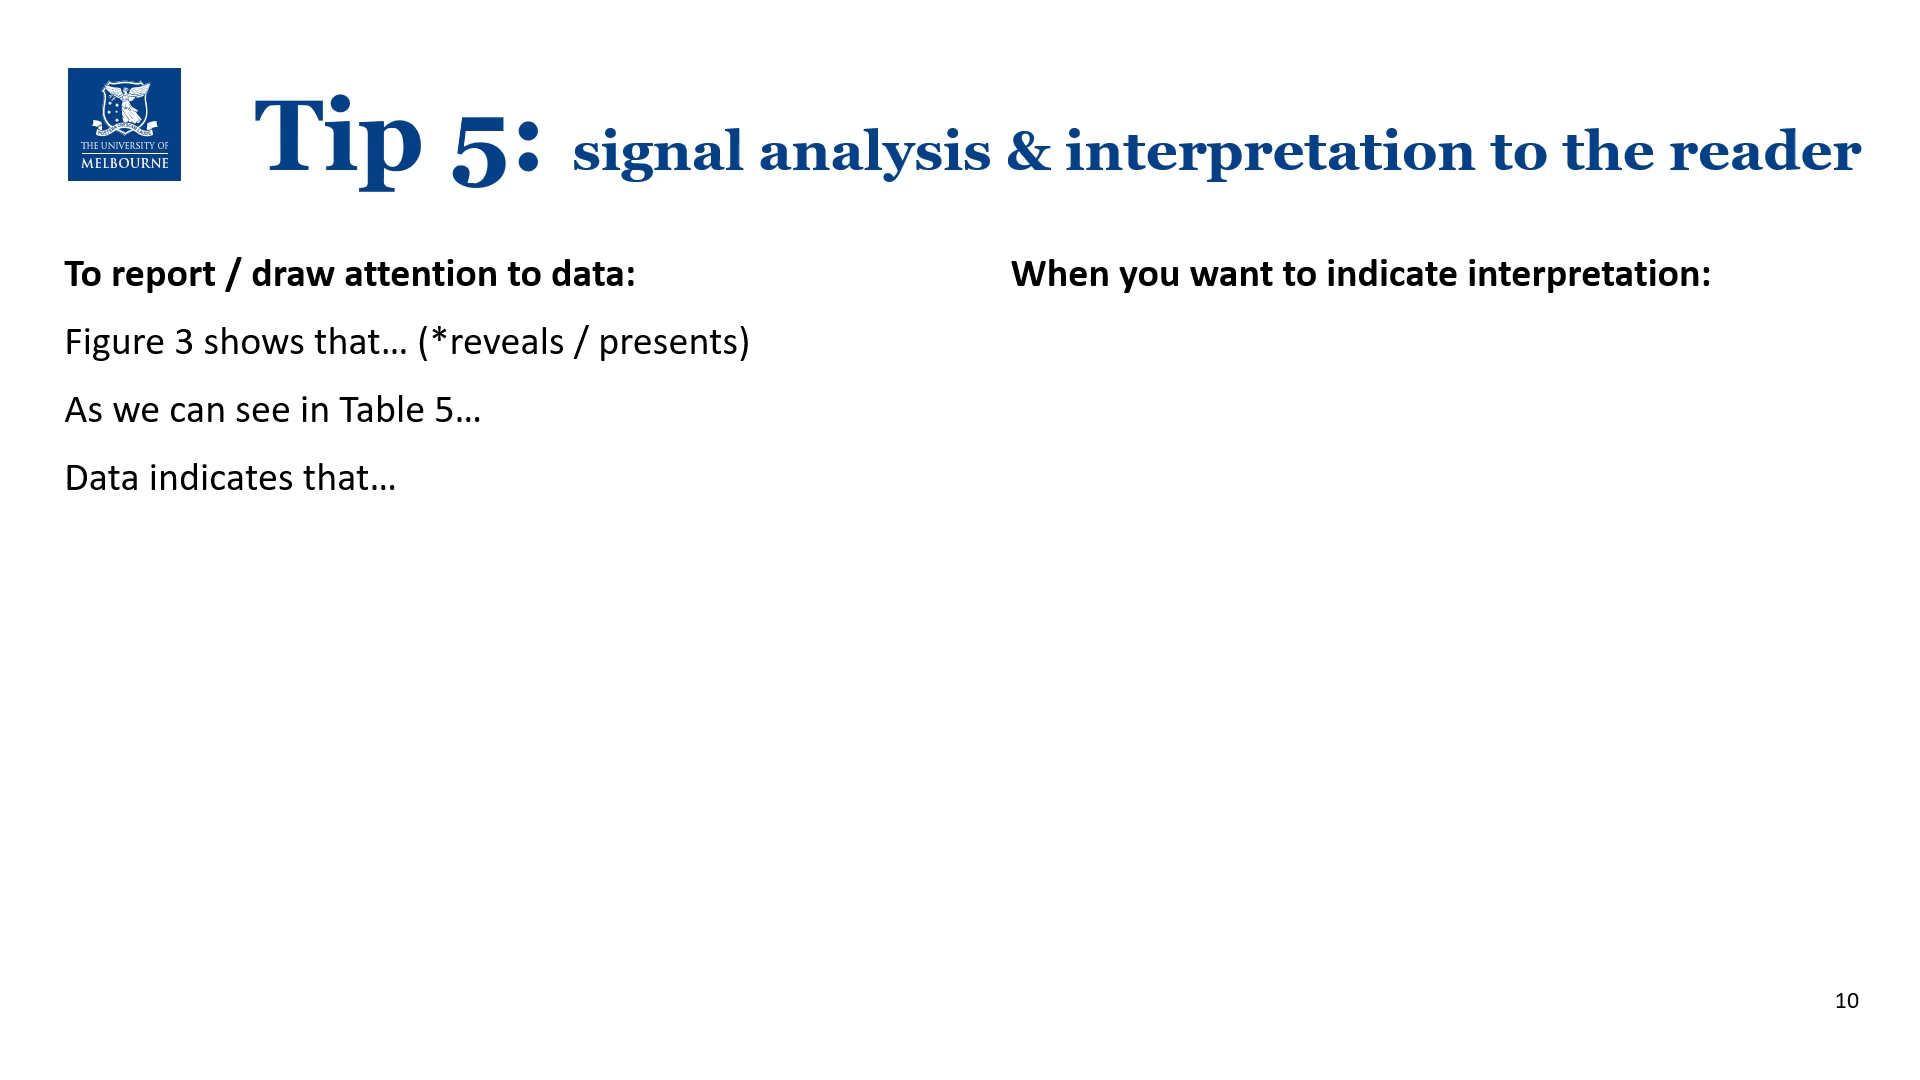 THE UNIVERSITY OF
MELBOURNE
Tip 5: signal analysis & interpretation to the reader
To report / draw attention to data:
Figure 3 shows that… (*reveals / presents)
As we can see in Table 5…
Data indicates that…
When you want to indicate interpretation:
10